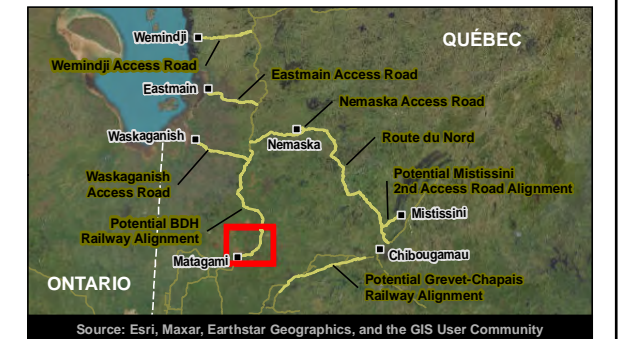 Wemindji
QUÉBEC
Wemindji Access Road
Eastmain Access Road
Eastmain
Nemaska Access Road
Waskaganish
Nemaska
Route du Nord
Waskaganish
Access Road
Potential Mistissini
2nd Access Road Alignment
Mistissini
Potential BDH
Railway Alignment
Matagami
Chibougamau
ONTARIO
Potential Grevet-Chapais
Railway Alignment
Source: Esri, Maxar, Earthstar Geographics, and the GIS User Community